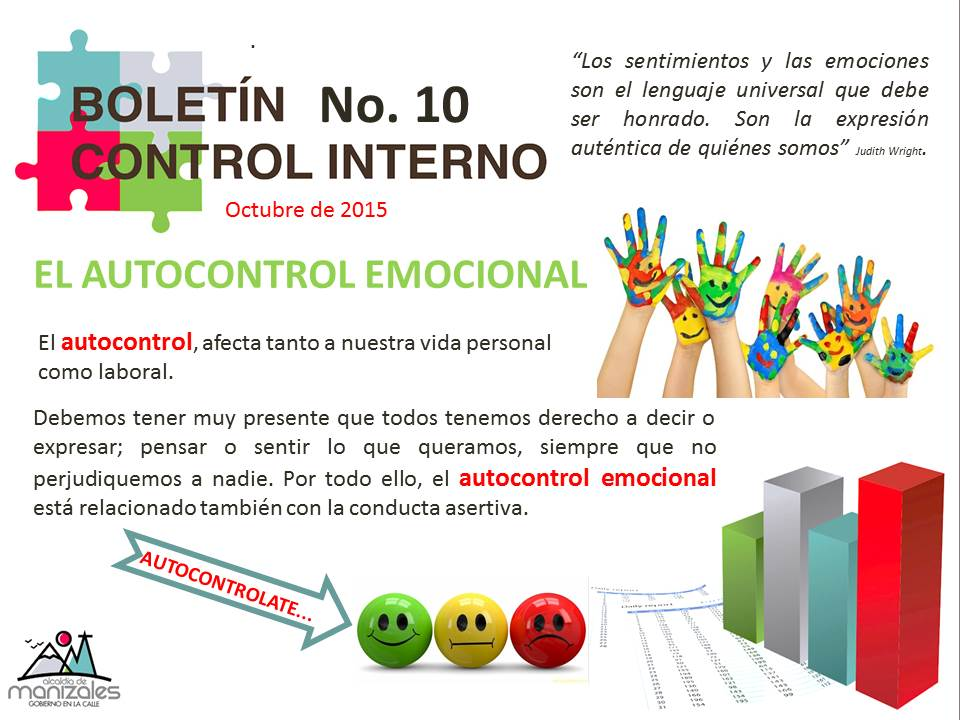 BOLETÍN No. 10
CONTROL INTERNO
Octubre de 2015
“Los sentimientos y las emociones
son el lenguaje universal que debe
ser honrado. Son la expresión
auténtica de quiénes somos” Judith Wright.
EL AUTOCONTROL EMOCIONAL
El autocontrol, afecta tanto a nuestra vida personal
como laboral.
Debemos tener muy presente que todos tenemos derecho a decir o
expresar; pensar o sentir lo que queramos, siempre que no
perjudiquemos a nadie. Por todo ello, el autocontrol emocional
está relacionado también con la conducta asertiva.
AUTOCONTROLATE...
Daily report
Daily report
alcaldía de
manizales
GOBIERNO EN LA CALLE